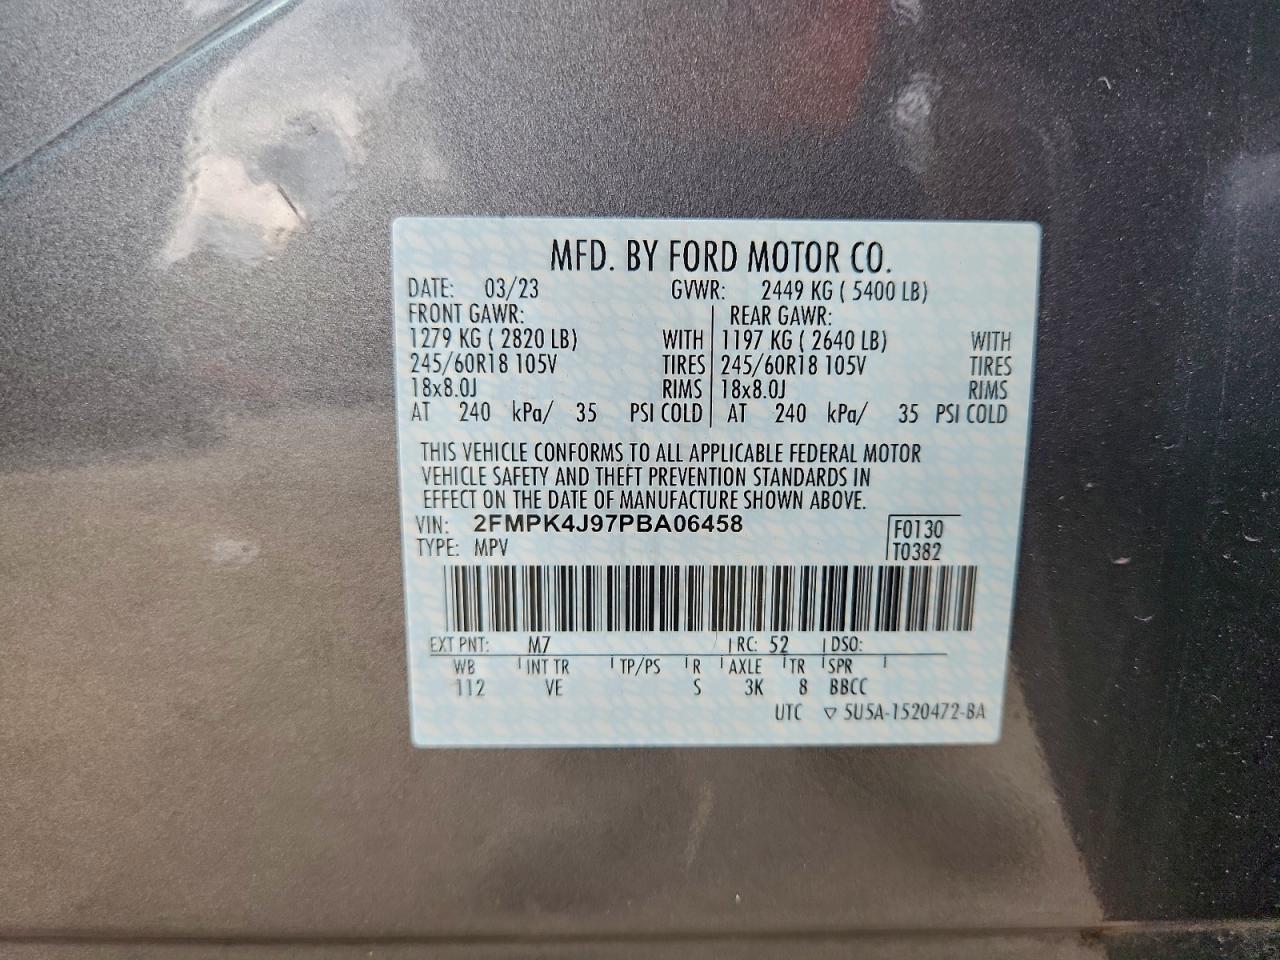 MFD. BY FORD MOTOR CO.
DATE: 03/23 GVWR: 2449 KG ( 5400 LB)
FRONT GAWR: REAR GAWR:
1279 KG ( 2820 LB) WITH 1197 KG ( 2640 LB) WITH
245/60R18 105V TIRES 245/60R18 105V TIRES
18x8.0J RIMS 18x8.0J RIMS
AT 240 kPa/ 35 PSI COLD AT 240 kPa/ 35 PSI COLD
THIS VEHICLE CONFORMS TO ALL APPLICABLE FEDERAL MOTOR
VEHICLE SAFETY AND THEFT PREVENTION STANDARDS IN
EFFECT ON THE DATE OF MANUFACTURE SHOWN ABOVE.
VIN: 2FMPK4J97PBA06458 F0130
TYPE: MPV T0382
EXT PNT: M7 RC: 52 DSO:
WB INT TR TP/PS R AXLE TR SPR
112 VE S 3K 8 BBCC
UTC ▽ 5U5A-1520472-BA